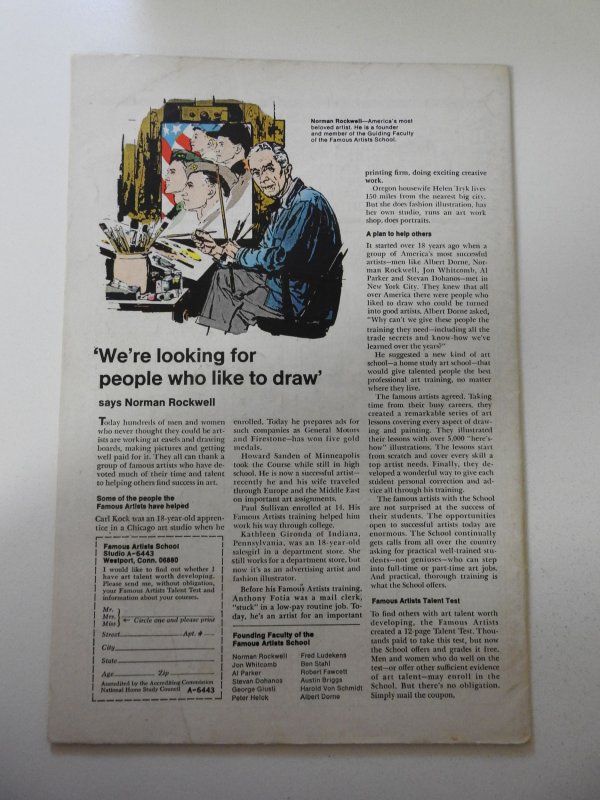 Norman Rockwell—America's most
beloved artist. He is a founder
and member of the Guiding Faculty
of the Famous Artists School.
'We're looking for
people who like to draw'
says Norman Rockwell
Today hundreds of men and women
who never thought they could be art-
ists are working at easels and drawing
boards, making pictures and getting
well paid for it. They all can thank a
group of famous artists who have de-
voted much of their time and talent
to helping others find success in art.
Some of the people the
Famous Artists have helped
Carl Kock was an 18-year-old appren-
tice in a Chicago art studio when he
Famous Artists School
Studio A-6443
Westport, Conn. 06880
I would like to find out whether I
have art talent worth developing.
Please send me, without obligation,
your Famous Artists Talent Test and
information about your courses.
Mr.
Mrs. ← Circle one and please print
Miss
Street Apt. #
City
State
Age Zip
Accredited by the Accrediting Commission
National Home Study Council A-6443
enrolled. Today he prepares ads for
such companies as General Motors
and Firestone—has won five gold
medals.
Howard Sanden of Minneapolis
took the Course while still in high
school. He is now a successful artist—
recently he and his wife traveled
through Europe and the Middle East
on important art assignments.
Paul Sullivan enrolled at 14. His
Famous Artists training helped him
work his way through college.
Kathleen Gironda of Indiana,
Pennsylvania, was an 18-year-old
salesgirl in a department store. She
still works for a department store, but
now it's as an advertising artist and
fashion illustrator.
Before his Famous Artists training,
Anthony Fotia was a mail clerk,
"stuck" in a low-pay routine job. To-
day, he's an artist for an important
Founding Faculty of the
Famous Artists School
Norman Rockwell
Jon Whitcomb
Al Parker
Stevan Dohanos
George Giusti
Peter Helck
Fred Ludekens
Ben Stahl
Robert Fawcett
Austin Briggs
Harold Von Schmidt
Albert Dorne
printing firm, doing exciting creative
work.
Oregon housewife Helen Tryk lives
150 miles from the nearest big city.
But she does fashion illustration, has
her own studio, runs an art work
shop, does portraits.
A plan to help others
It started over 18 years ago when a
group of America's most successful
artists—men like Albert Dorne, Nor-
man Rockwell, Jon Whitcomb, Al
Parker and Stevan Dohanos—met in
New York City. They knew that all
over America there were people who
liked to draw who could be turned
into good artists. Albert Dorne asked,
"Why can't we give these people the
training they need—including all the
trade secrets and know-how we've
learned over the years?"
He suggested a new kind of art
school—a home study art school—that
would give talented people the best
professional art training, no matter
where they live.
The famous artists agreed. Taking
time from their busy careers, they
created a remarkable series of art
lessons covering every aspect of draw-
ing and painting. They illustrated
their lessons with over 5,000 "here's-
how" illustrations. The lessons start
from scratch and cover every skill a
top artist needs. Finally, they de-
veloped a wonderful way to give each
student personal correction and ad-
vice all through his training.
The famous artists with the School
are not surprised at the success of
their students. The opportunities
open to successful artists today are
enormous. The School continually
gets calls from all over the country
asking for practical well-trained stu-
dents—not geniuses—who can step
into full-time or part-time art jobs.
And practical, thorough training is
what the School offers.
Famous Artists Talent Test
To find others with art talent worth
developing, the Famous Artists
created a 12-page Talent Test. Thou-
sands paid to take this test, but now
the School offers and grades it free.
Men and women who do well on the
test—or offer other sufficient evidence
of art talent—may enroll in the
School. But there's no obligation.
Simply mail the coupon.